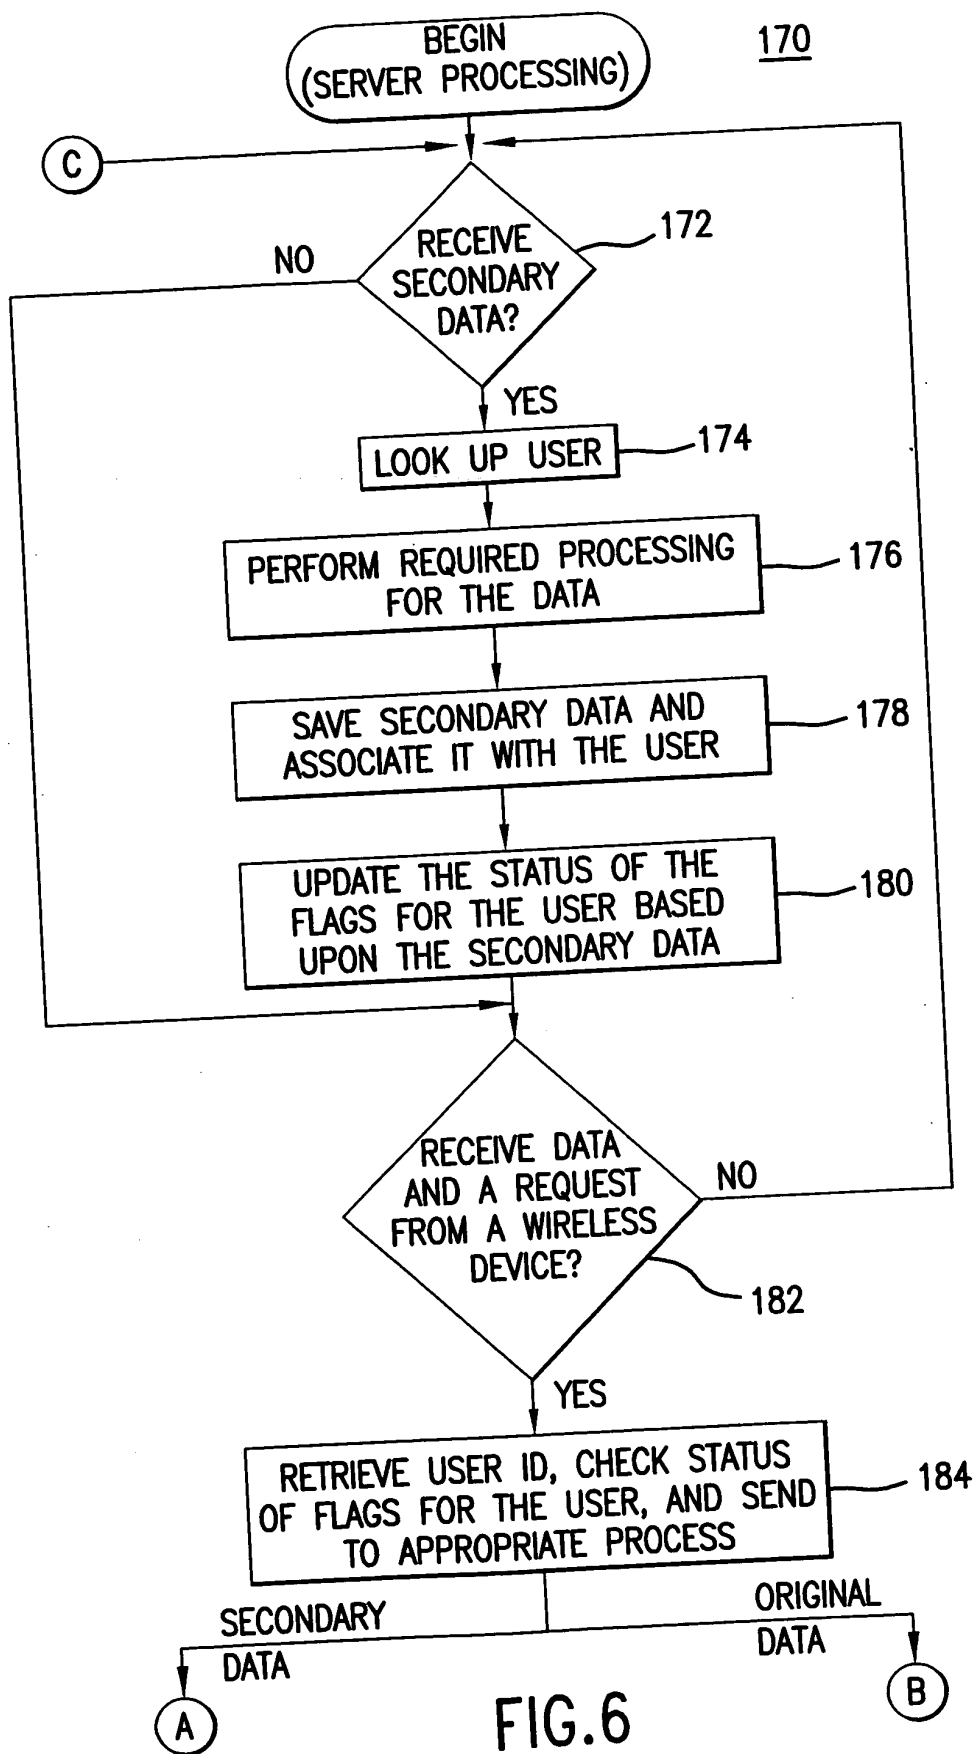 BEGIN
(SERVER PROCESSING)
170
C
RECEIVE
SECONDARY
DATA?
172
NO
YES
LOOK UP USER
174
PERFORM REQUIRED PROCESSING
FOR THE DATA
176
SAVE SECONDARY DATA AND
ASSOCIATE IT WITH THE USER
178
UPDATE THE STATUS OF THE
FLAGS FOR THE USER BASED
UPON THE SECONDARY DATA
180
RECEIVE DATA
AND A REQUEST
FROM A WIRELESS
DEVICE?
NO
182
YES
RETRIEVE USER ID, CHECK STATUS
OF FLAGS FOR THE USER, AND SEND
TO APPROPRIATE PROCESS
184
SECONDARY
DATA
ORIGINAL
DATA
A
B
FIG.6